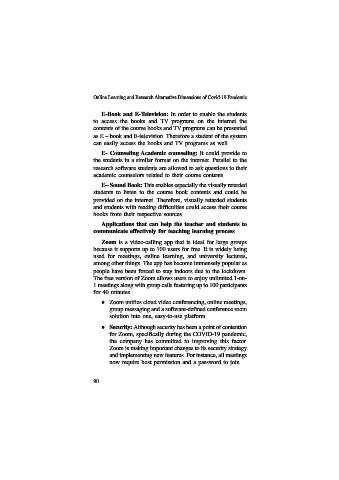 Online Learning and Research Alternative Dimensions of Covid-19 Pandemic
E-Book and E-Television: In order to enable the students
to access the books and TV programs on the internet the
contents of the course books and TV programs can be presented
as E – book and E-television. Therefore a student of the system
can easily access the books and TV programs as well.
E- Counseling Academic counseling: It could provide to
the students in a similar format on the internet. Parallel to the
research software students are allowed to ask questions to their
academic counselors related to their course contents.
E– Sound Book: This enables especially the visually retarded
students to listen to the course book contents and could be
provided on the internet. Therefore, visually retarded students
and students with reading difficulties could access their course
books from their respective sources.
Applications that can help the teacher and students to
communicate effectively for teaching learning process
Zoom is a video-calling app that is ideal for large groups
because it supports up to 100 users for free. It is widely being
used for meetings, online learning, and university lectures,
among other things. The app has become immensely popular as
people have been forced to stay indoors due to the lockdown.
The free version of Zoom allows users to enjoy unlimited 1-on-
1 meetings along with group calls featuring up to 100 participants
for 40 minutes.
● Zoom unifies cloud video conferencing, online meetings,
group messaging and a software-defined conference room
solution into one, easy-to-use platform.
● Security: Although security has been a point of contention
for Zoom, specifically during the COVID-19 pandemic,
the company has committed to improving this factor.
Zoom is making important changes to its security strategy
and implementing new features. For instance, all meetings
now require host permission and a password to join.
80